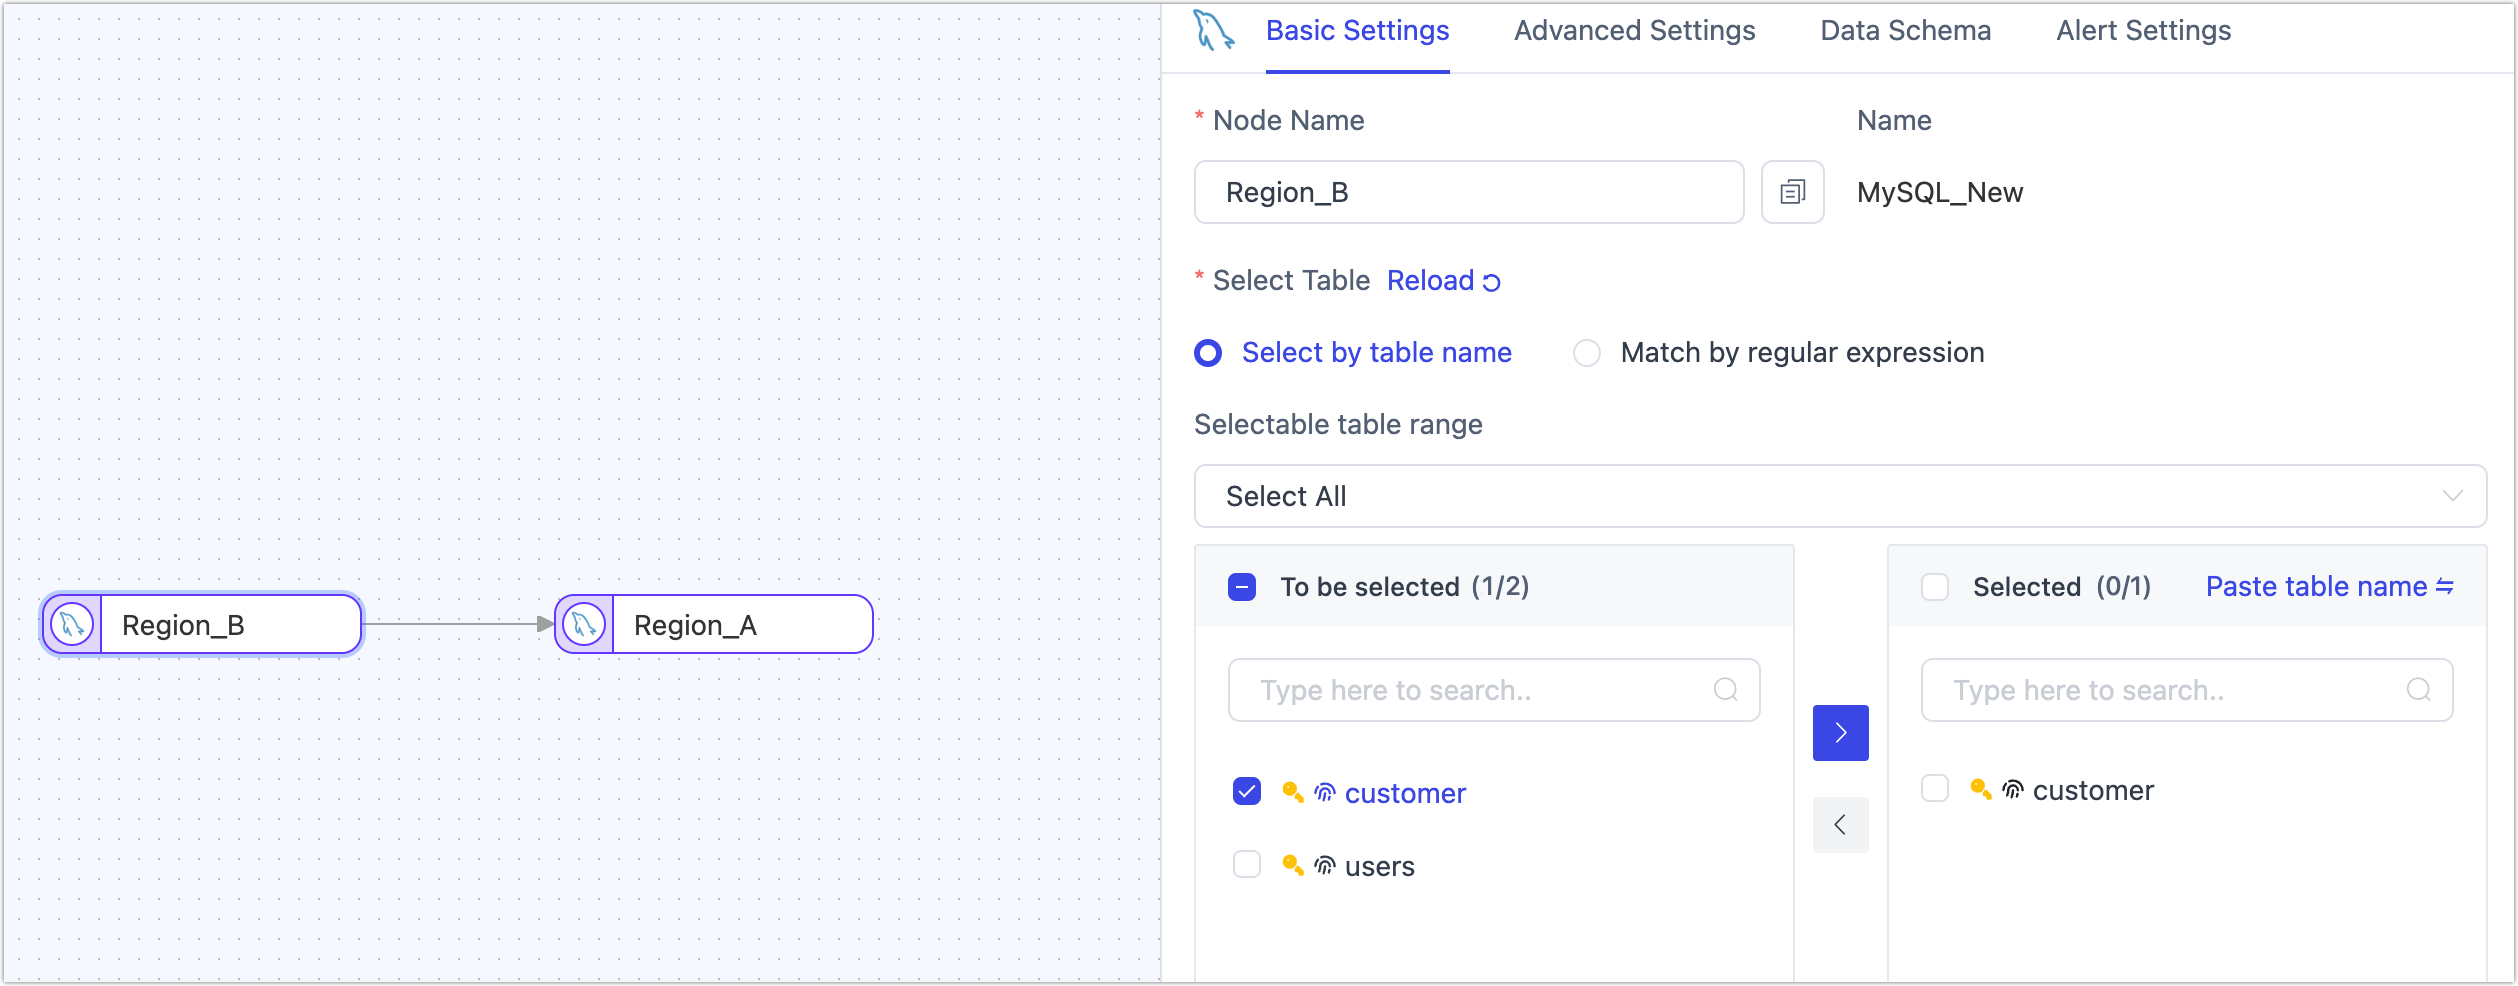 Basic Settings
Advanced Settings
Data Schema
Alert Settings
* Node Name
Name
Region_B
MySQL_New
* Select Table Reload
Select by table name
Match by regular expression
Selectable table range
Select All
To be selected (1/2)
Selected (0/1)
Paste table name
Type here to search..
Type here to search..
customer
users
customer
Region_B
Region_A